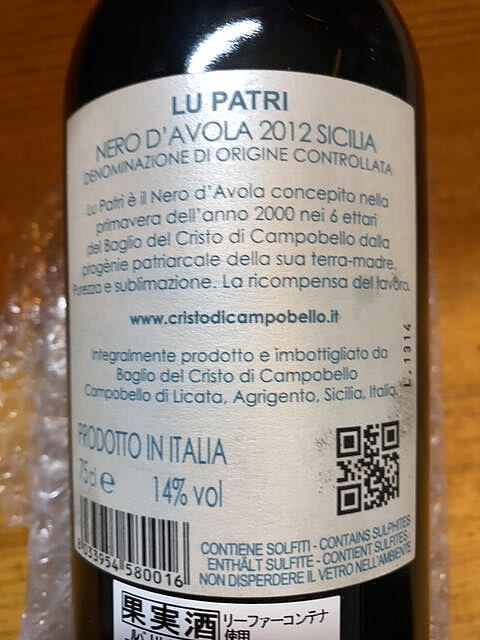 LU PATRI
NERO D'AVOLA 2012 SICILIA
DENOMINAZIONE DI ORIGINE CONTROLLATA
Lu Patri è il Nero d'Avola concepito nella
primavera dell'anno 2000 nei 6 ettari
del Baglio del Cristo di Campobello dalla
progènie patriarcale della sua terra-madre.
Purezza e sublimazione. La ricompensa del lavoro.
www.cristodicampobello.it
Integralmente prodotto e imbottigliato da
Baglio del Cristo di Campobello
Campobello di Licata, Agrigento, Sicilia, Italia.
L. 1314
PRODOTTO IN ITALIA
75cl e 14% vol
8 033954 580016
CONTIENE SOLFITI - CONTAINS SULPHITES
ENTHÄLT SULFITE - CONTIENT SULFITES
NON DISPERDERE IL VETRO NELL'AMBIENTE
果実酒 リーファーコンテナ
使用